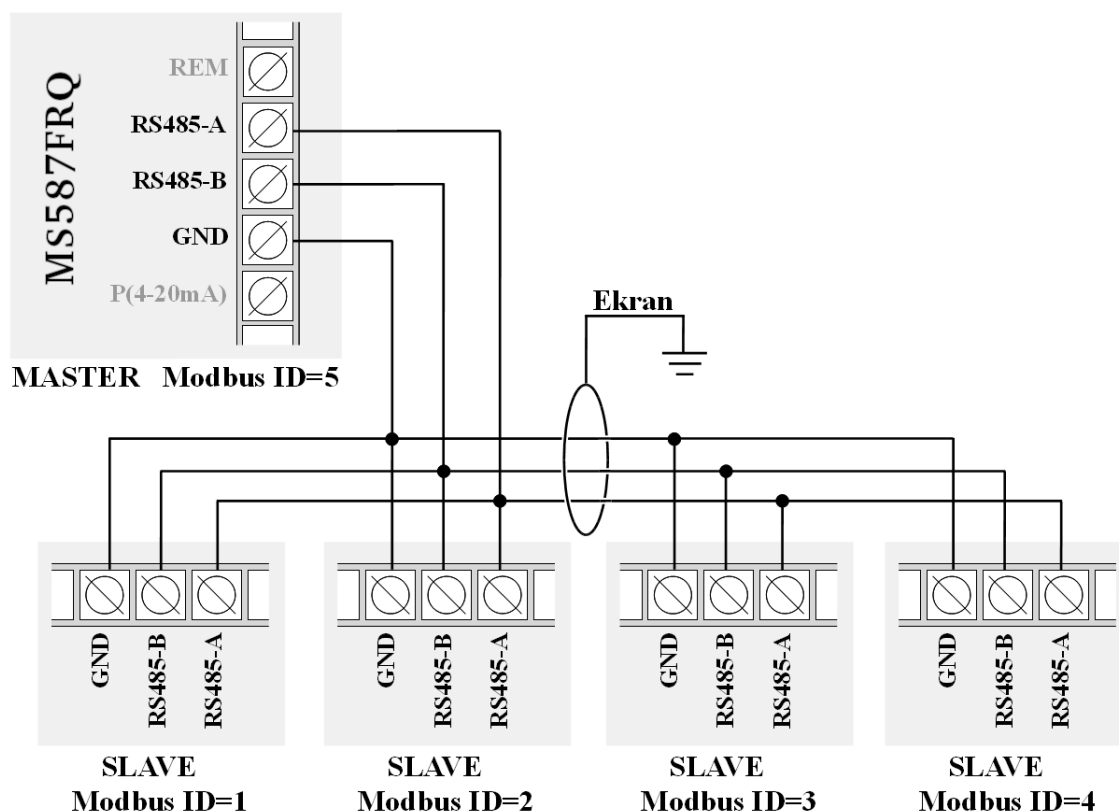 MS587FRQ
REM
RS485-A
RS485-B
GND
P(4-20mA)
MASTER Modbus ID=5
Ekran
GND
RS485-B
RS485-A
GND
RS485-B
RS485-A
GND
RS485-B
RS485-A
GND
RS485-B
RS485-A
SLAVE
Modbus ID=1
SLAVE
Modbus ID=2
SLAVE
Modbus ID=3
SLAVE
Modbus ID=4